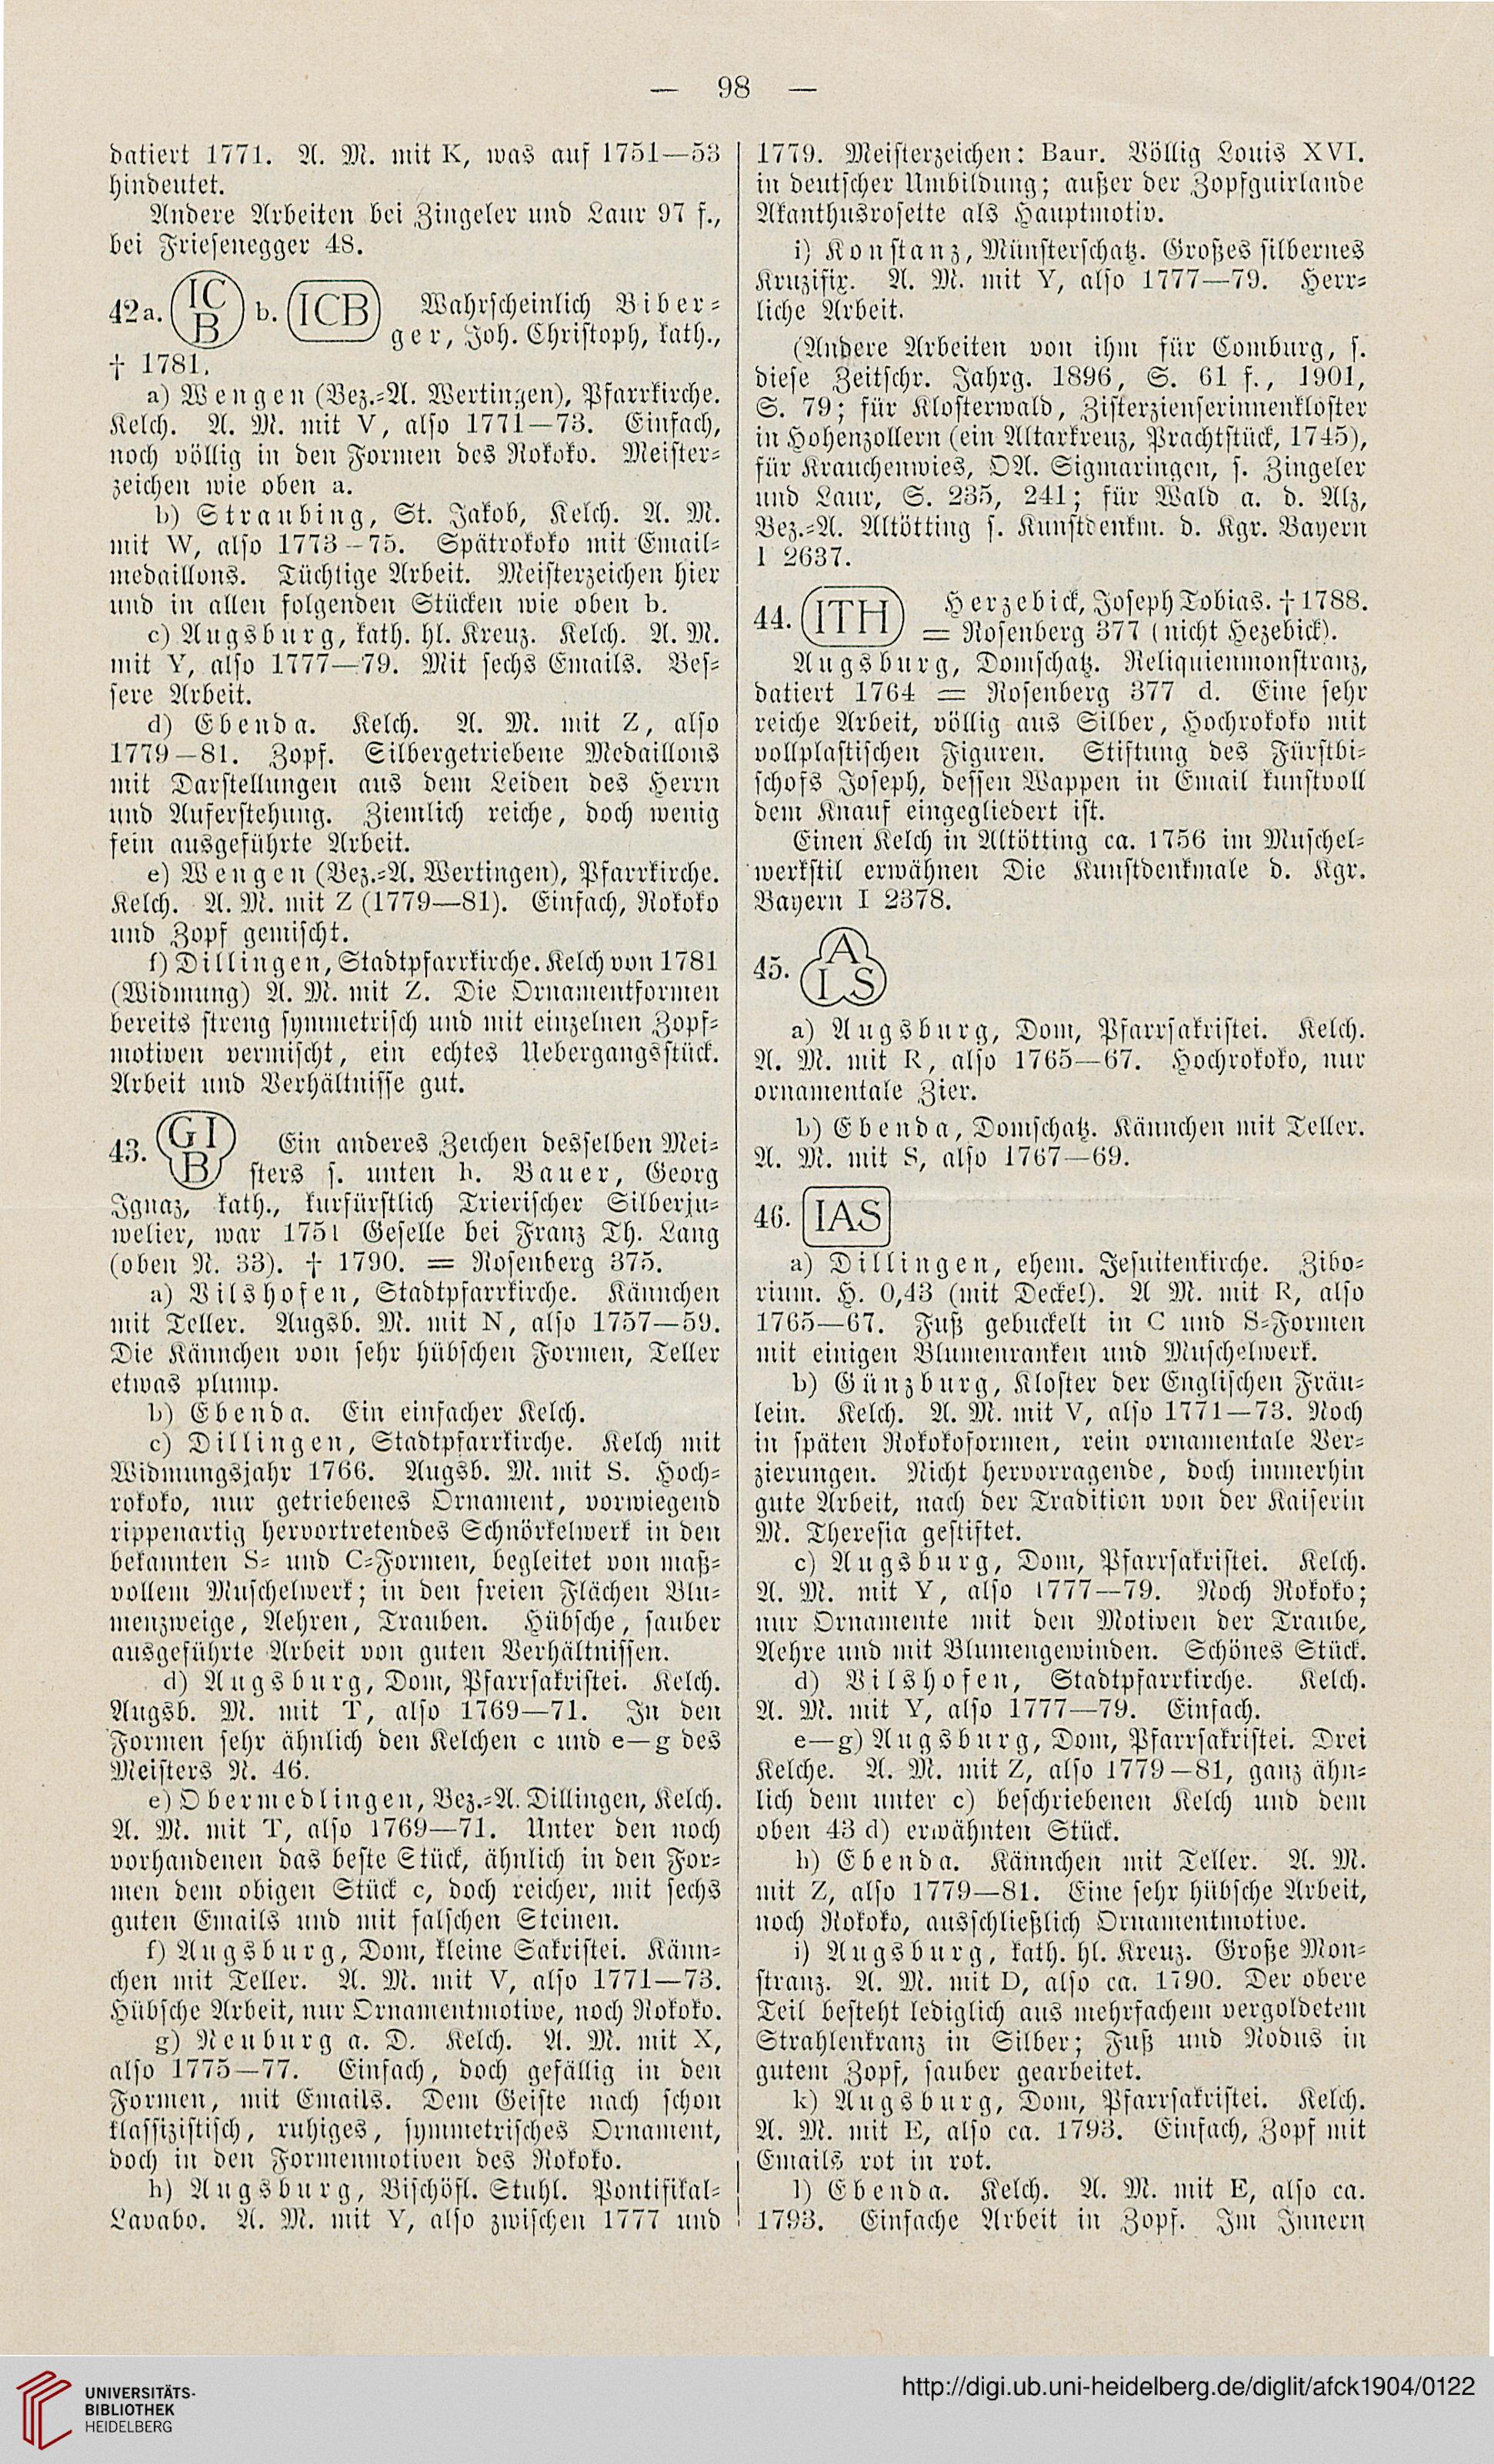 — 98 —
datiert 1771. A. M. mit K, was auf 1751—53
hindeutet.
Andere Arbeiten bei Zingeler und Laur 97 f.,
bei Friesenegger 48.
42a. IC B b. ICB Wahrscheinlich Biber-
ger, Joh. Christoph, kath.,
† 1781.
a) Wengen (Bez.-A. Wertingen), Pfarrkirche.
Kelch. A. M. mit V, also 1771—73. Einfach,
noch völlig in den Formen des Rokoko. Meister-
zeichen wie oben a.
b) Straubing, St. Jakob, Kelch. A. M.
mit W, also 1773—75. Spätrokoko mit Email-
medaillons. Tüchtige Arbeit. Meisterzeichen hier
und in allen folgenden Stücken wie oben b.
c) Augsburg, kath. hl. Kreuz. Kelch. A. M.
mit Y, also 1777—79. Mit sechs Emails. Bes-
sere Arbeit.
d) Ebenda. Kelch. A. M. mit Z, also
1779—81. Zopf. Silbergetriebene Medaillons
mit Darstellungen aus dem Leiden des Herrn
und Auferstehung. Ziemlich reiche, doch wenig
fein ausgeführte Arbeit.
e) Wengen (Bez.-A. Wertingen), Pfarrkirche.
Kelch. A. M. mit Z (1779—81). Einfach, Rokoko
und Zopf gemischt.
f) Dillingen, Stadtpfarrkirche. Kelch von 1781
(Widmung) A. M. mit Z. Die Ornamentformen
bereits streng symmetrisch und mit einzelnen Zopf-
motiven vermischt, ein echtes Uebergangsstück.
Arbeit und Verhältnisse gut.
43. GI B Ein anderes Zeichen desselben Mei-
sters s. unten h. Bauer, Georg
Ignaz, kath., kurfürstlich Trierischer Silberju-
welier, war 1751 Geselle bei Franz Th. Lang
(oben N. 33). † 1790. = Rosenberg 375.
a) Vilshofen, Stadtpfarrkirche. Kännchen
mit Teller. Augsb. M. mit N, also 1757—59.
Die Kännchen von sehr hübschen Formen, Teller
etwas plump.
b) Ebenda. Ein einfacher Kelch.
c) Dillingen, Stadtpfarrkirche. Kelch mit
Widmungsjahr 1766. Augsb. M. mit S. Hoch-
rokoko, nur getriebenes Ornament, vorwiegend
rippenartig hervortretendes Schnörkelwerk in den
bekannten S- und C-Formen, begleitet von maß-
vollem Muschelwerk; in den freien Flächen Blu-
menzweige, Aehren, Trauben. Hübsche, sauber
ausgeführte Arbeit von guten Verhältnissen.
d) Augsburg, Dom, Pfarrsakristei. Kelch.
Augsb. M. mit T, also 1769—71. In den
Formen sehr ähnlich den Kelchen c und e—g des
Meisters N. 46.
e) Obermedlingen, Bez.-A. Dillingen, Kelch.
A. M. mit T, also 1769—71. Unter den noch
vorhandenen das beste Stück, ähnlich in den For-
men dem obigen Stück c, doch reicher, mit sechs
guten Emails und mit falschen Steinen.
f) Augsburg, Dom, kleine Sakristei. Känn-
chen mit Teller. A. M. mit V, also 1771—73.
Hübsche Arbeit, nur Ornamentmotive, noch Rokoko.
g) Neuburg a. D. Kelch. A. M. mit X,
also 1775—77. Einfach, doch gefällig in den
Formen, mit Emails. Dem Geiste nach schon
klassizistisch, ruhiges, symmetrisches Ornament,
doch in den Formenmotiven des Rokoko.
h) Augsburg, Bischöfl. Stuhl. Pontifikal-
Lavabo. A. M. mit Y, also zwischen 1777 und
1779. Meisterzeichen: Baur. Völlig Louis XVI.
in deutscher Umbildung; außer der Zopfguirlande
Akanthusrosette als Hauptmotiv.
i) Konstanz, Münsterschatz. Großes silbernes
Kruzifix. A. M. mit Y, also 1777—79. Herr-
liche Arbeit.
(Andere Arbeiten von ihm für Comburg, s.
diese Zeitschr. Jahrg. 1896, S. 61 f., 1901,
S. 79; für Klosterwald, Zisterzienserinnenkloster
in Hohenzollern (ein Altarkreuz, Prachtstück, 1745),
für Krauchenwies, OA. Sigmaringen, s. Zingeler
und Laur, S. 235, 241; für Wald a. d. Alz,
Bez.-A. Altötting s. Kunstdenkm. d. Kgr. Bayern
I 2637.
44. ITH Herzebick, Joseph Tobias. † 1788.
= Rosenberg 377 (nicht Hezebick).
Augsburg, Domschatz. Reliquienmonstranz,
datiert 1764 = Rosenberg 377 d. Eine sehr
reiche Arbeit, völlig aus Silber, Hochrokoko mit
vollplastischen Figuren. Stiftung des Fürstbi-
schofs Joseph, dessen Wappen in Email kunstvoll
dem Knauf eingegliedert ist.
Einen Kelch in Altötting ca. 1756 im Muschel-
werkstil erwähnen Die Kunstdenkmale d. Kgr.
Bayern I 2378.
45. A I S
a) Augsburg, Dom, Pfarrsakristei. Kelch.
A. M. mit R, also 1765—67. Hochrokoko, nur
ornamentale Zier.
b) Ebenda, Domschatz. Kännchen mit Teller.
A. M. mit S, also 1767—69.
46. IAS
a) Dillingen, ehem. Jesuitenkirche. Zibo-
rium. H. 0,43 (mit Deckel). A M. mit R, also
1765—67. Fuß gebuckelt in C und S-Formen
mit einigen Blumenranken und Muschelwerk.
b) Günzburg, Kloster der Englischen Fräu-
lein. Kelch. A. M. mit V, also 1771—73. Noch
in späten Rokokoformen, rein ornamentale Ver-
zierungen. Nicht hervorragende, doch immerhin
gute Arbeit, nach der Tradition von der Kaiserin
M. Theresia gestiftet.
c) Augsburg, Dom, Pfarrsakristei. Kelch.
A. M. mit Y, also 1777—79. Noch Rokoko;
nur Ornamente mit den Motiven der Traube,
Aehre und mit Blumengewinden. Schönes Stück.
d) Vilshofen, Stadtpfarrkirche. Kelch.
A. M. mit Y, also 1777—79. Einfach.
e—g) Augsburg, Dom, Pfarrsakristei. Drei
Kelche. A. M. mit Z, also 1779—81, ganz ähn-
lich dem unter c) beschriebenen Kelch und dem
oben 43 d) erwähnten Stück.
h) Ebenda. Kännchen mit Teller. A. M.
mit Z, also 1779—81. Eine sehr hübsche Arbeit,
noch Rokoko, ausschließlich Ornamentmotive.
i) Augsburg, kath. hl. Kreuz. Große Mon-
stranz. A. M. mit D, also ca. 1790. Der obere
Teil besteht lediglich aus mehrfachem vergoldetem
Strahlenkranz in Silber; Fuß und Nodus in
gutem Zopf, sauber gearbeitet.
k) Augsburg, Dom, Pfarrsakristei. Kelch.
A. M. mit E, also ca. 1793. Einfach, Zopf mit
Emails rot in rot.
l) Ebenda. Kelch. A. M. mit E, also ca.
1793. Einfache Arbeit in Zopf. Im Innern
UNIVERSITÄTS-
BIBLIOTHEK
HEIDELBERG
http://digi.ub.uni-heidelberg.de/diglit/afck1904/0122